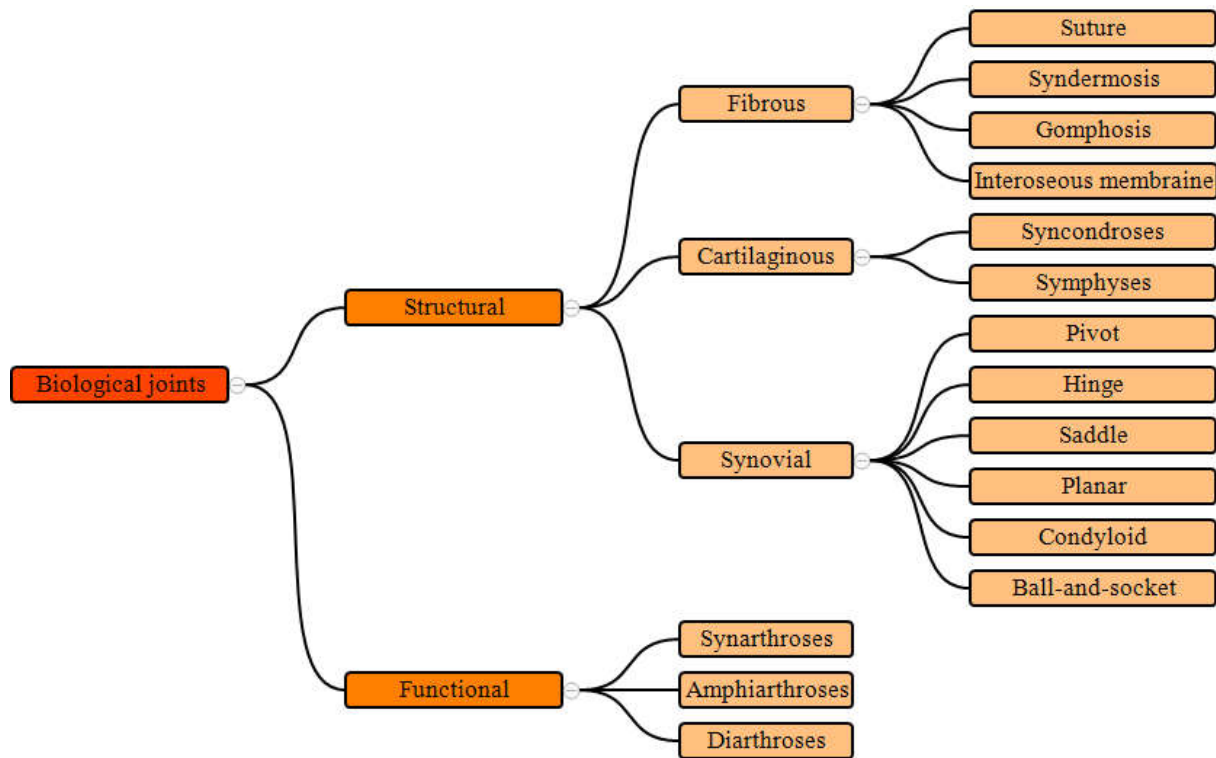 Suture
Syndermosis
Fibrous
Gomphosis
Interoseous membraine
Syncondroses
Cartilaginous
Symphyses
Structural
Pivot
Biological joints
Hinge
Saddle
Synovial
Planar
Condyloid
Ball-and-socket
Synarthroses
Functional
Amphiarthroses
Diarthroses